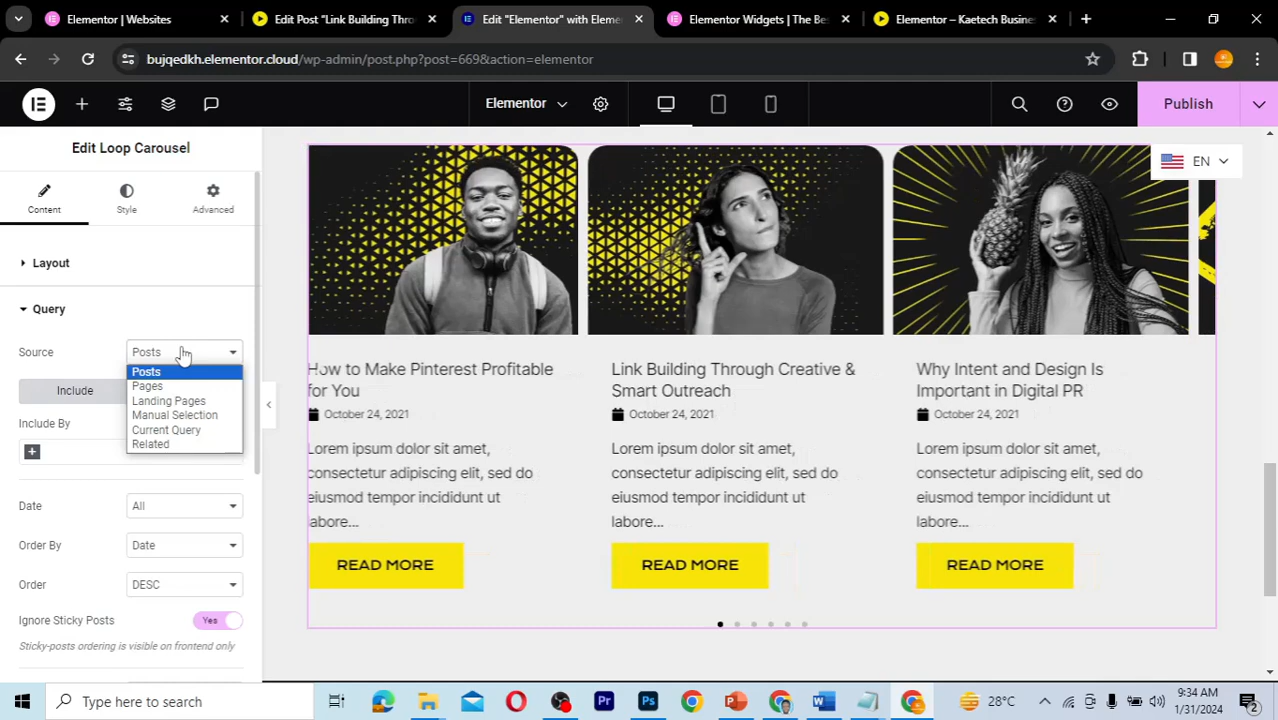 Elementor | Websites
Edit Post "Link Building Thro
Edit "Elementor" with Eleme
Elementor Widgets | The Be
Elementor – Kaetech Busine
bujqedkh.elementor.cloud/wp-admin/post.php?post=669&action=elementor
Elementor
Publish
Edit Loop Carousel
EN
Content
Style
Advanced
Layout
Query
Source
Posts
Posts
Pages
Landing Pages
Manual Selection
Current Query
Related
Include
Include By
Date
All
Order By
Date
Order
DESC
Ignore Sticky Posts
Yes
Sticky-posts ordering is visible on frontend only
How to Make Pinterest Profitable
for You
October 24, 2021
Lorem ipsum dolor sit amet,
consectetur adipiscing elit, sed do
eiusmod tempor incididunt ut
labore...
READ MORE
Link Building Through Creative &
Smart Outreach
October 24, 2021
Lorem ipsum dolor sit amet,
consectetur adipiscing elit, sed do
eiusmod tempor incididunt ut
labore...
READ MORE
Why Intent and Design Is
Important in Digital PR
October 24, 2021
Lorem ipsum dolor sit amet,
consectetur adipiscing elit, sed do
eiusmod tempor incididunt ut
labore...
READ MORE
Type here to search
28°C
9:34 AM
1/31/2024
2